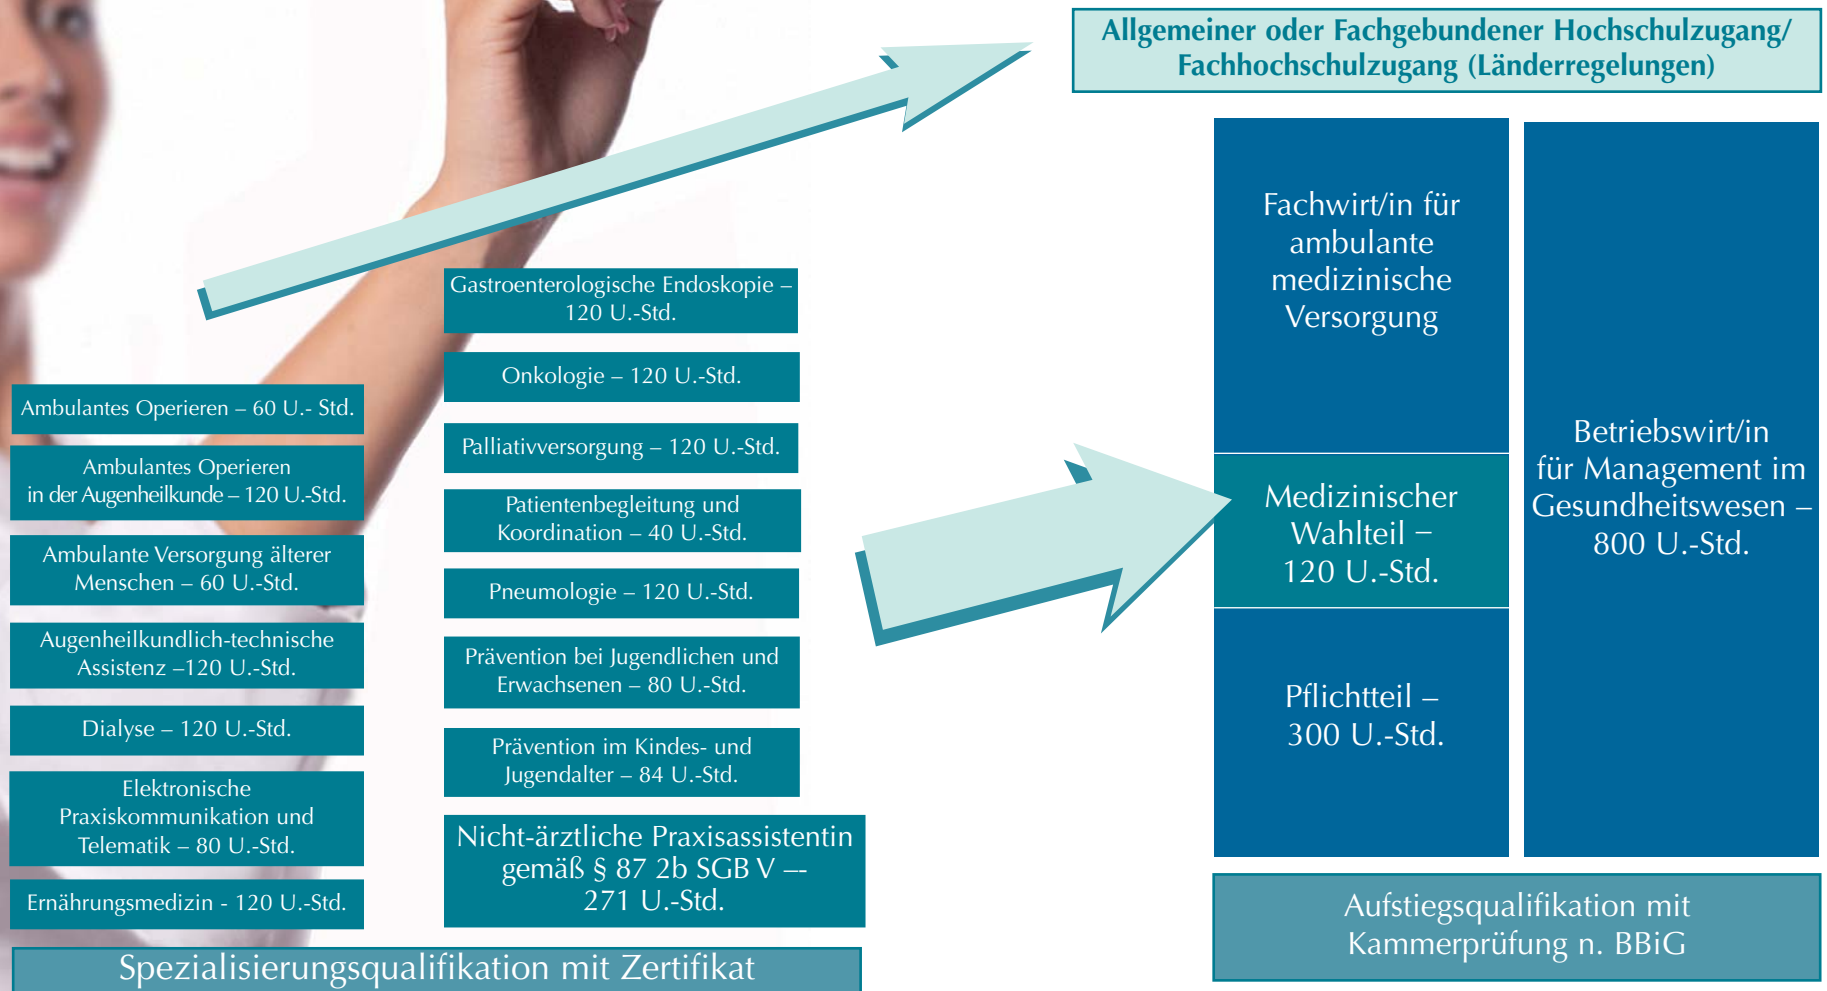 Allgemeiner oder Fachgebundener Hochschulzugang/
Fachhochschulzugang (Länderregelungen)
Ambulantes Operieren – 60 U.- Std.
Ambulantes Operieren
in der Augenheilkunde – 120 U.-Std.
Ambulante Versorgung älterer
Menschen – 60 U.-Std.
Augenheilkundlich-technische
Assistenz –120 U.-Std.
Dialyse – 120 U.-Std.
Elektronische
Praxiskommunikation und
Telematik – 80 U.-Std.
Ernährungsmedizin - 120 U.-Std.
Gastroenterologische Endoskopie –
120 U.-Std.
Onkologie – 120 U.-Std.
Palliativversorgung – 120 U.-Std.
Patientenbegleitung und
Koordination – 40 U.-Std.
Pneumologie – 120 U.-Std.
Prävention bei Jugendlichen und
Erwachsenen – 80 U.-Std.
Prävention im Kindes- und
Jugendalter – 84 U.-Std.
Nicht-ärztliche Praxisassistentin
gemäß § 87 2b SGB V –-
271 U.-Std.
Spezialisierungsqualifikation mit Zertifikat
Fachwirt/in für
ambulante
medizinische
Versorgung
Medizinischer
Wahlteil –
120 U.-Std.
Pflichtteil –
300 U.-Std.
Betriebswirt/in
für Management im
Gesundheitswesen –
800 U.-Std.
Aufstiegsqualifikation mit
Kammerprüfung n. BBiG